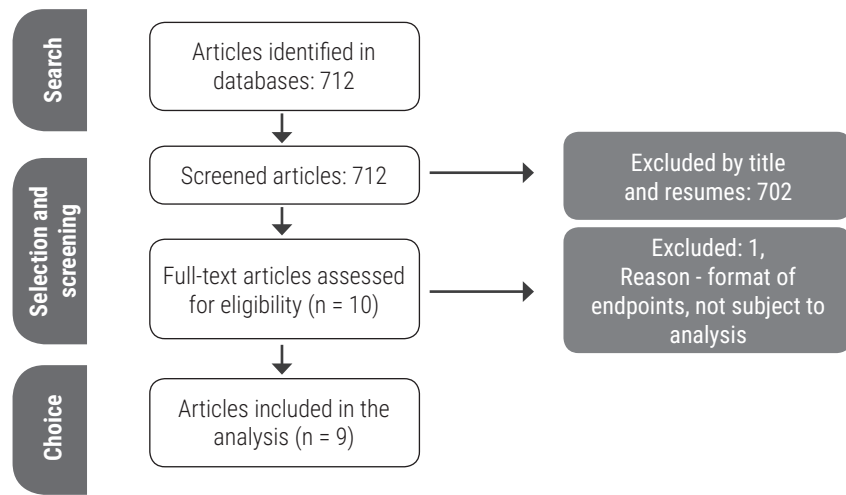 Search
Articles identified in
databases: 712
Selection and
screening
Screened articles: 712
Excluded by title
and resumes: 702
Full-text articles assessed
for eligibility (n = 10)
Excluded: 1,
Reason - format of
endpoints, not subject to
analysis
Choice
Articles included in the
analysis (n = 9)